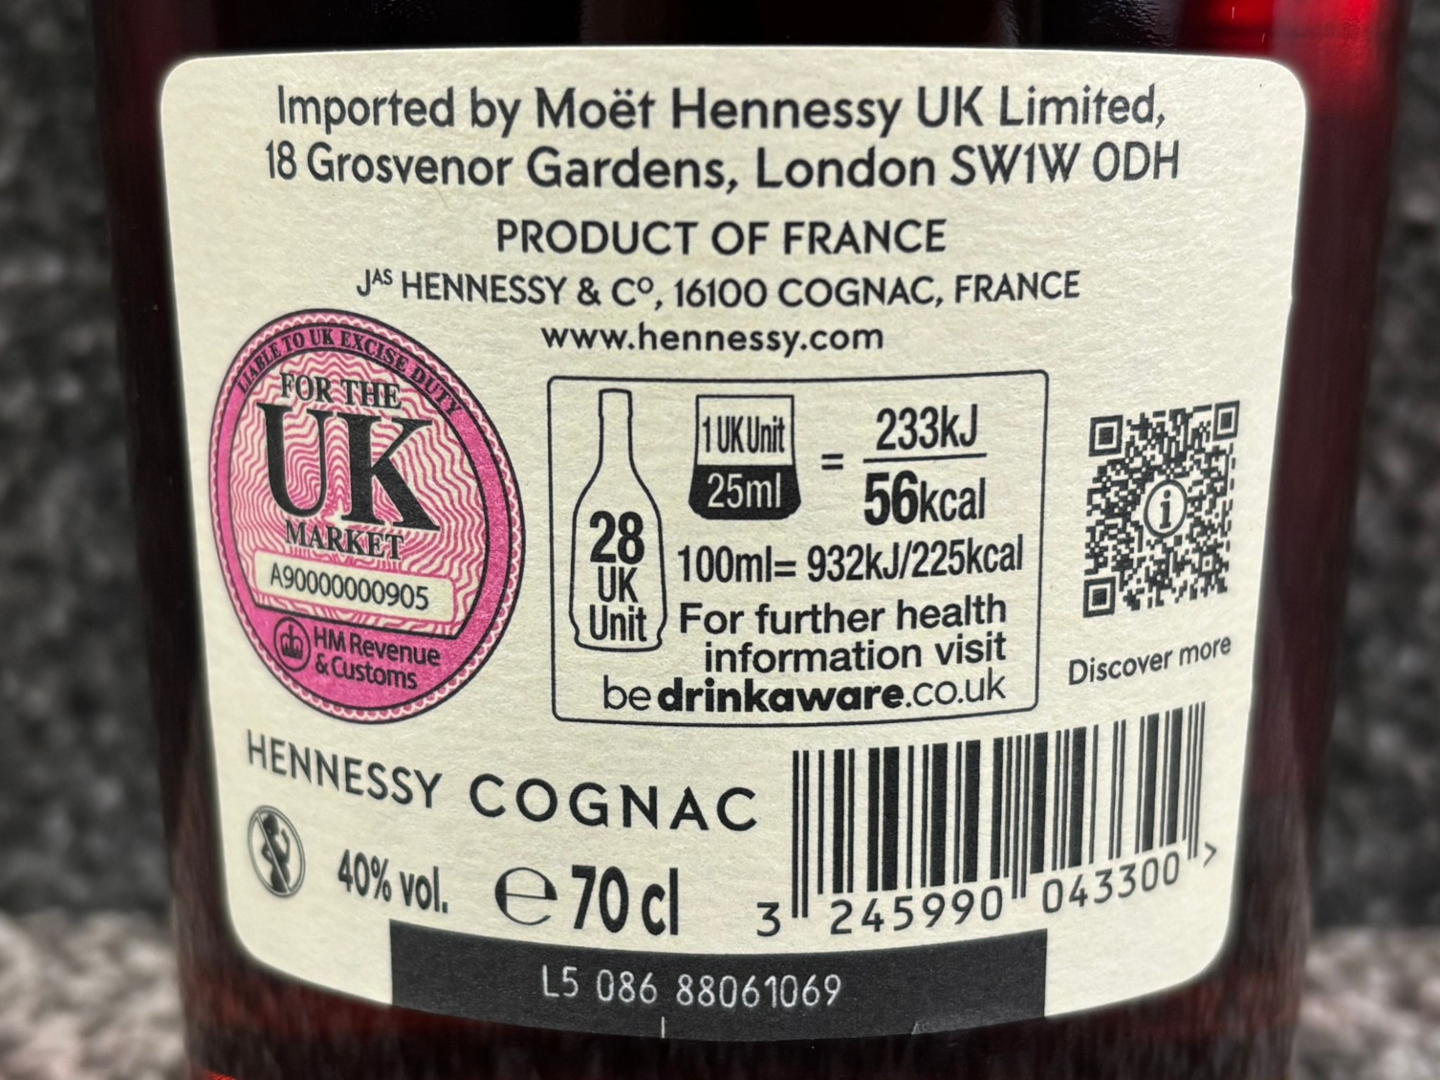 Imported by Moët Hennessy UK Limited,
18 Grosvenor Gardens, London SW1W 0DH
PRODUCT OF FRANCE
JAS HENNESSY & Cº, 16100 COGNAC, FRANCE
www.hennessy.com
LIABLE TO UK EXCISE DUTY
FOR THE
UK
MARKET
A90000000905
HM Revenue
& Customs
28
UK
Unit
1 UK Unit
25ml
=
233kJ
56kcal
100ml= 932kJ/225kcal
For further health
information visit
bedrinkaware.co.uk
i
Discover more
HENNESSY COGNAC
40% vol.
℮ 70 cl
3 245990 043300 >
L5 086 88061069